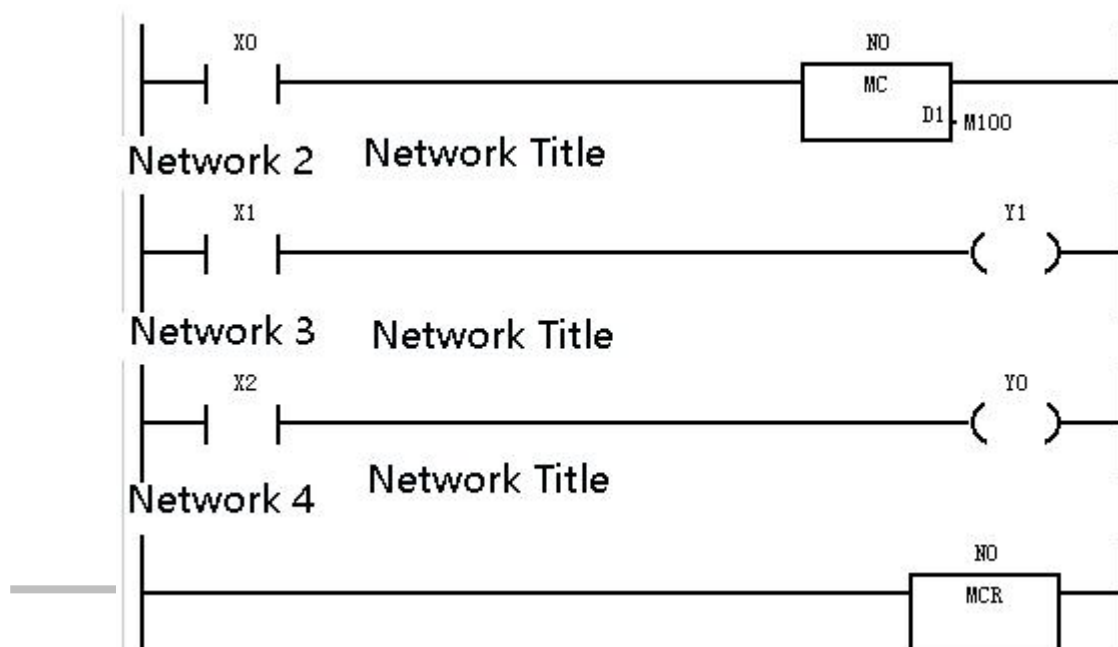 X0 N0
MC
D1 M100
Network 2 Network Title
X1 Y1
Network 3 Network Title
X2 Y0
Network 4 Network Title
N0
MCR